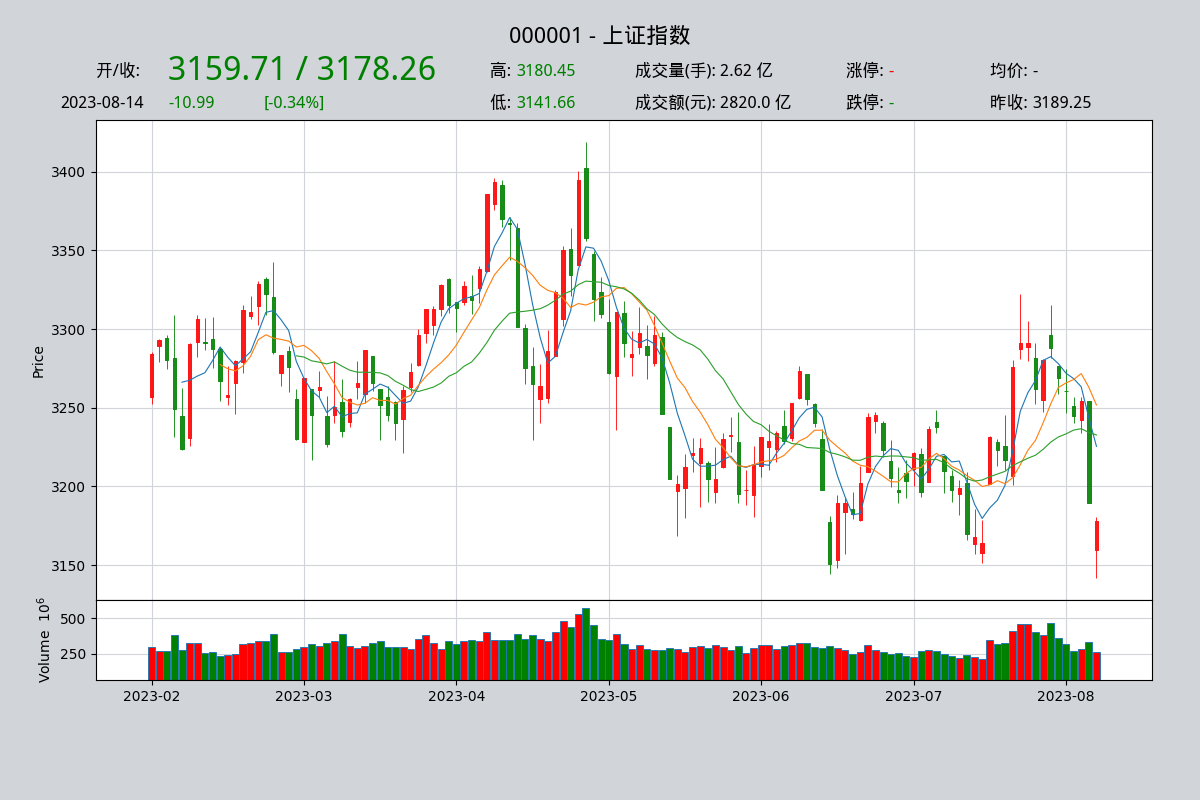 000001 - 上证指数
开/收: 3159.71 / 3178.26 高: 3180.45 成交量(手): 2.62 亿 涨停: - 均价: -
2023-08-14 -10.99 [-0.34%] 低: 3141.66 成交额(元): 2820.0 亿 跌停: - 昨收: 3189.25
Price
3400
3350
3300
3250
3200
3150
Volume 10⁶
500
250
2023-02 2023-03 2023-04 2023-05 2023-06 2023-07 2023-08